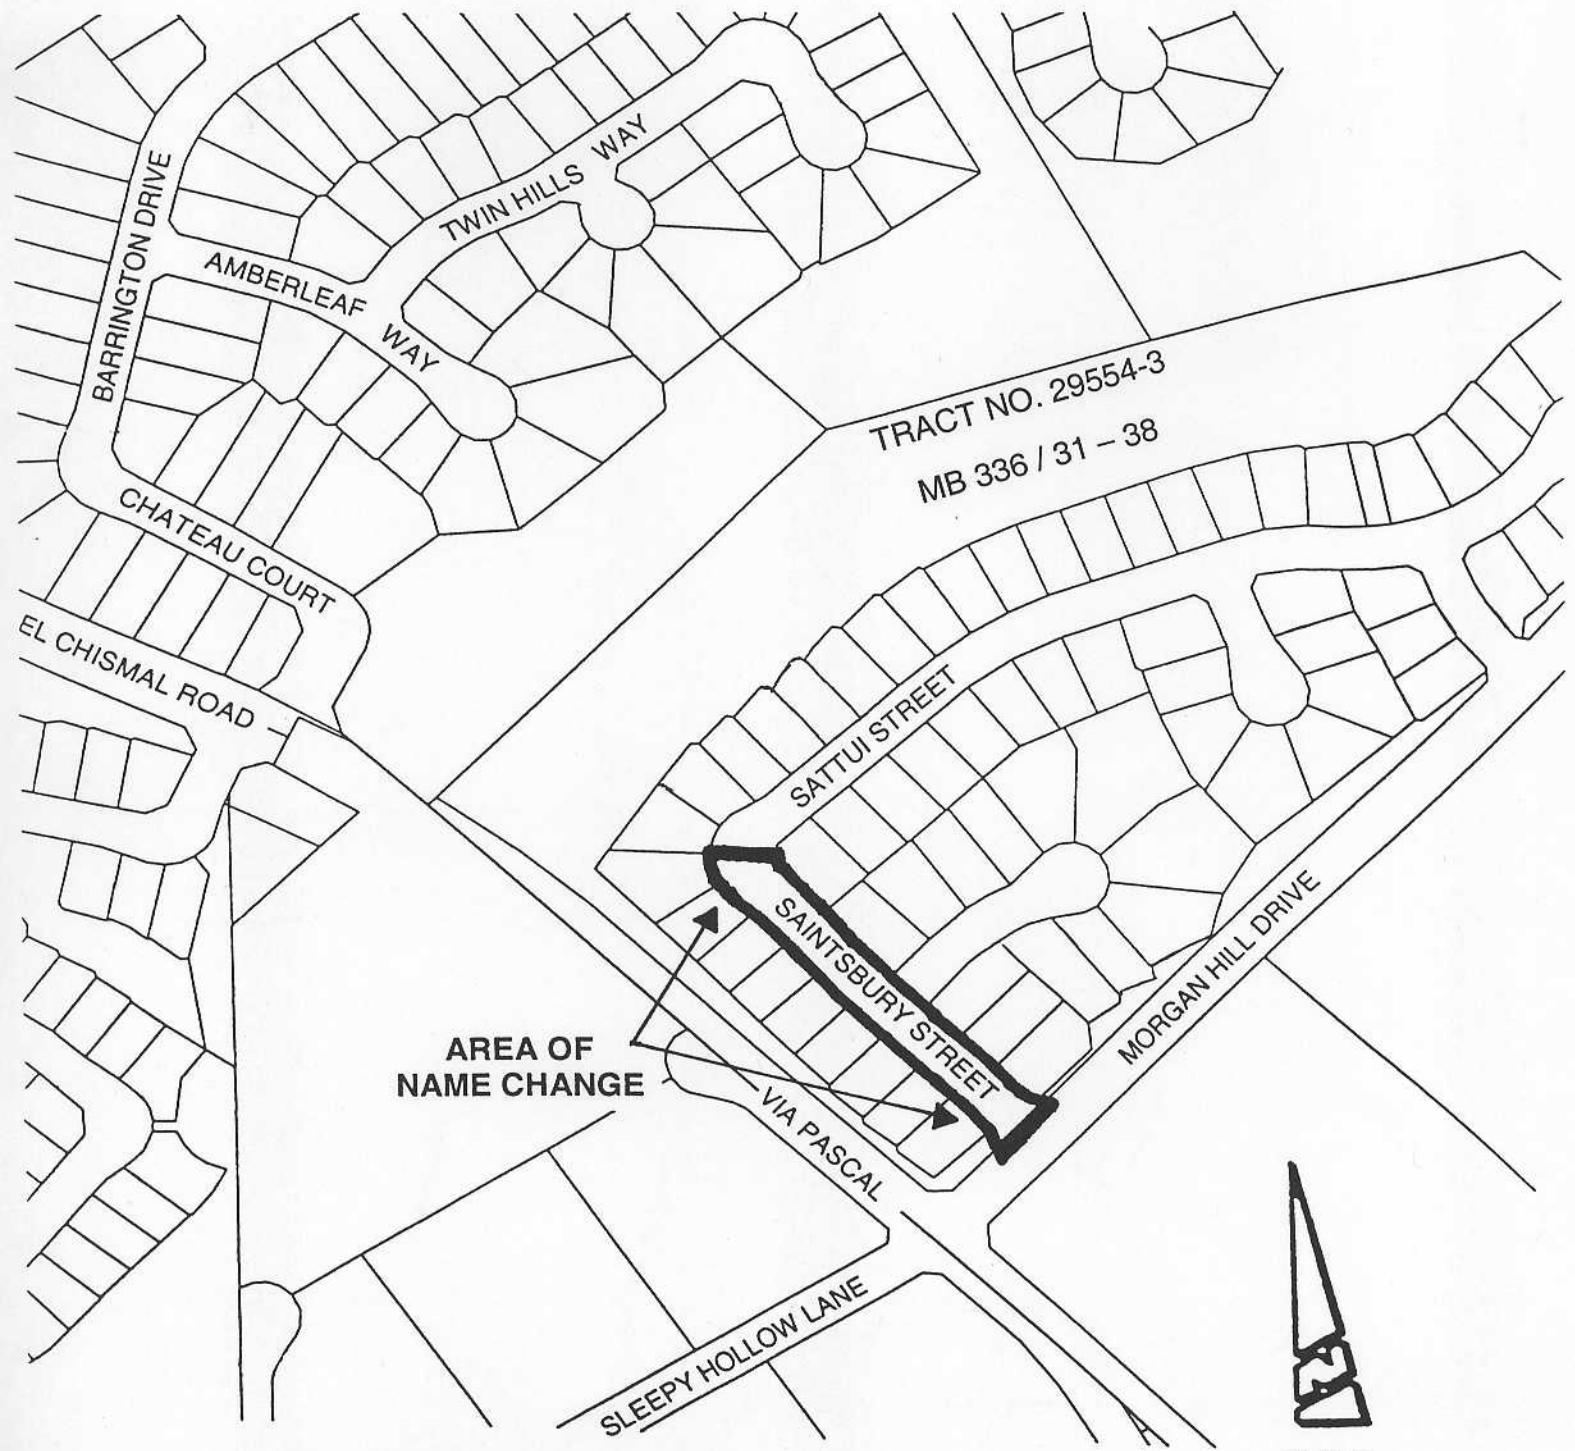 TWIN HILLS WAY
BARRINGTON DRIVE
AMBERLEAF WAY
TRACT NO. 29554-3
MB 336 / 31 – 38
CHATEAU COURT
EL CHISMAL ROAD
SATTUI STREET
SAINTSBURY STREET
MORGAN HILL DRIVE
AREA OF
NAME CHANGE
VIA PASCAL
SLEEPY HOLLOW LANE
N